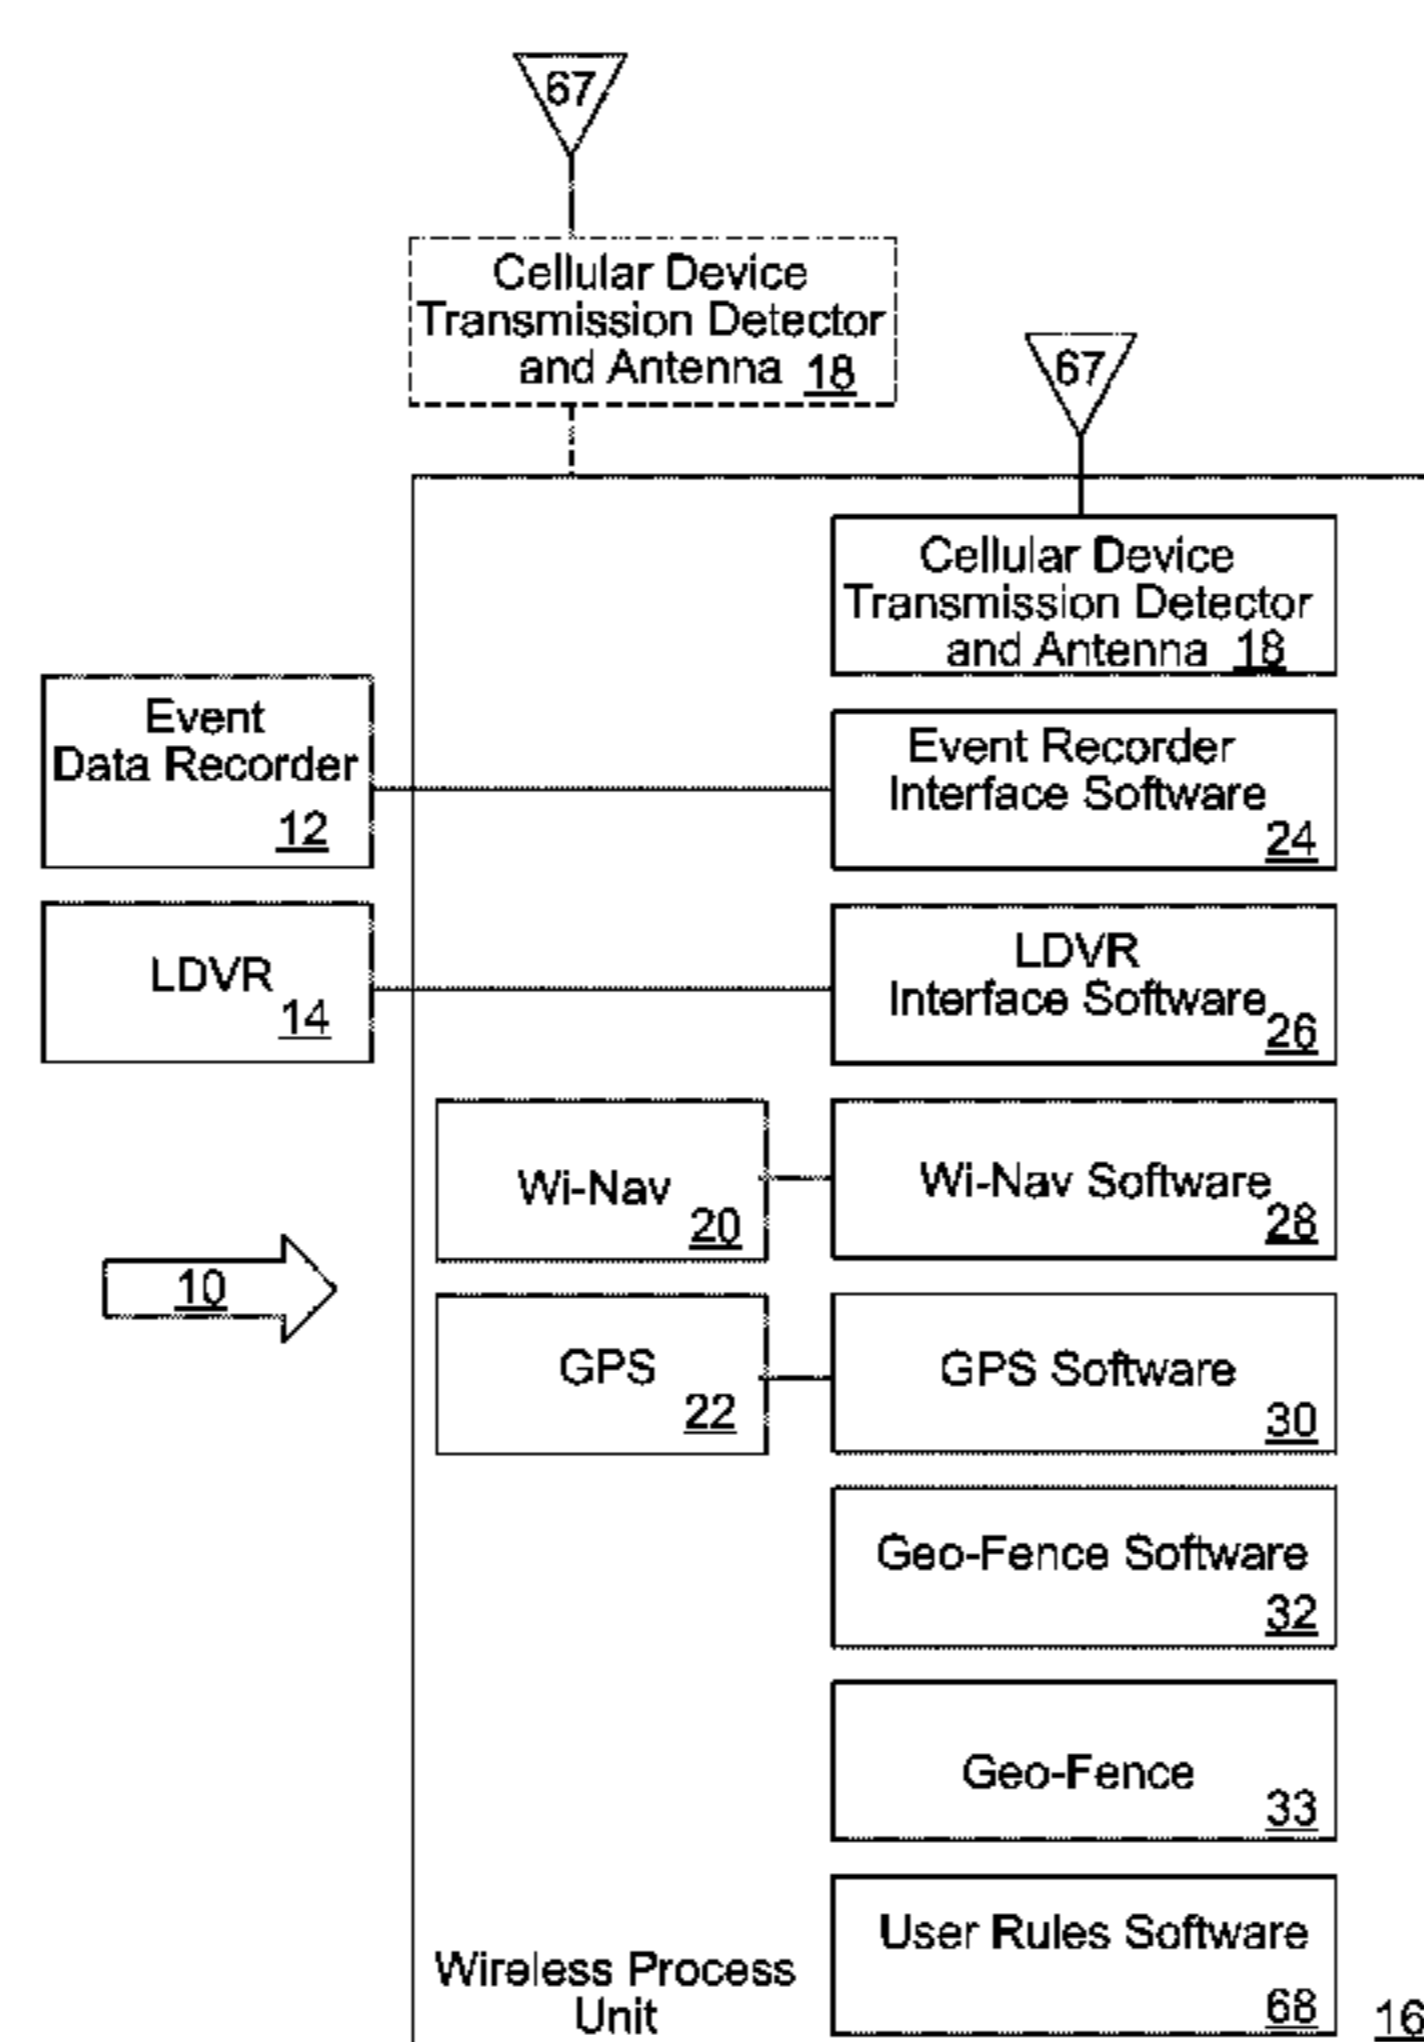 67
Cellular Device
Transmission Detector
and Antenna 18
67
Cellular Device
Transmission Detector
and Antenna 18
Event
Data Recorder
12
Event Recorder
Interface Software
24
LDVR
14
LDVR
Interface Software
26
Wi-Nav
20
Wi-Nav Software
28
10
GPS
22
GPS Software
30
Geo-Fence Software
32
Geo-Fence
33
User Rules Software
68
Wireless Process
Unit
16